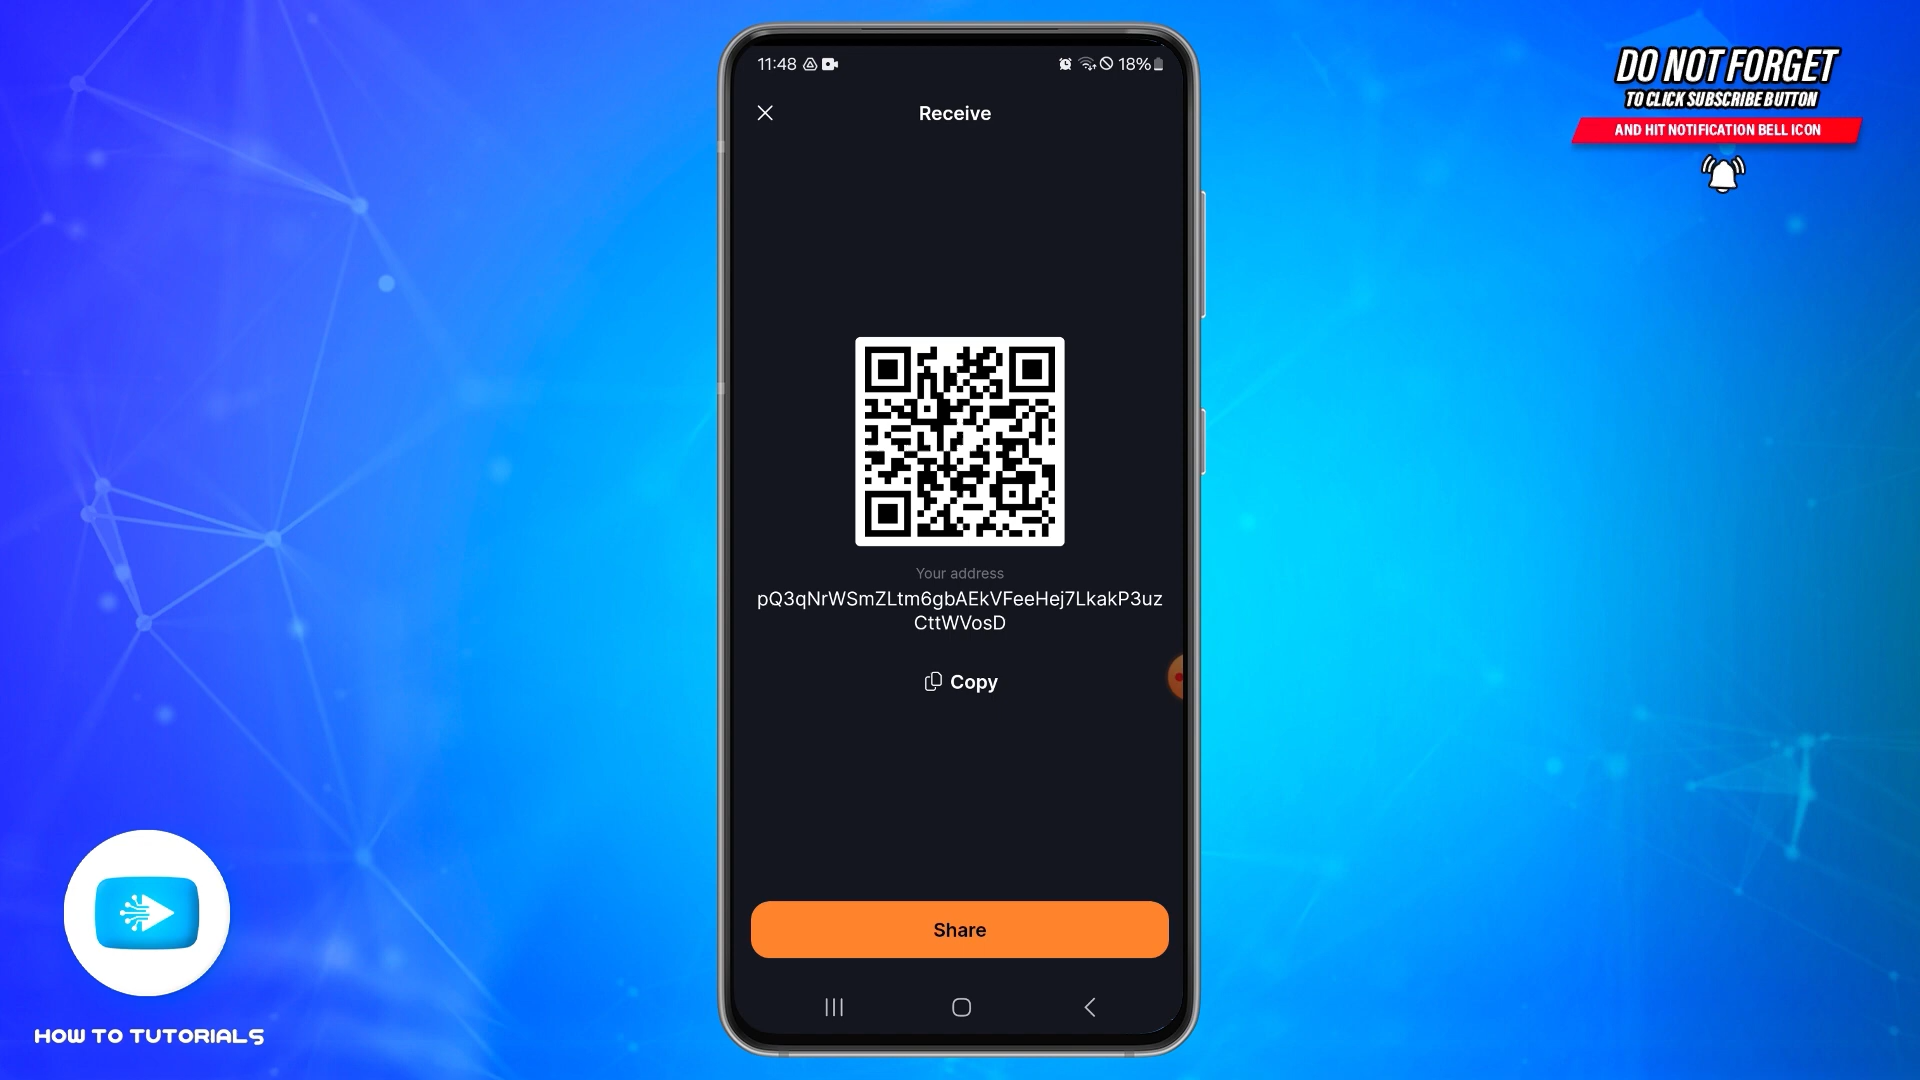 DO NOT FORGET
TO CLICK SUBSCRIBE BUTTON
AND HIT NOTIFICATION BELL ICON
11:48
18%
Receive
Your address
pQ3qNrWSmZLtm6gbAEkVFeeHej7LkakP3uz
CttWVosD
Copy
Share
HOW TO TUTORIALS